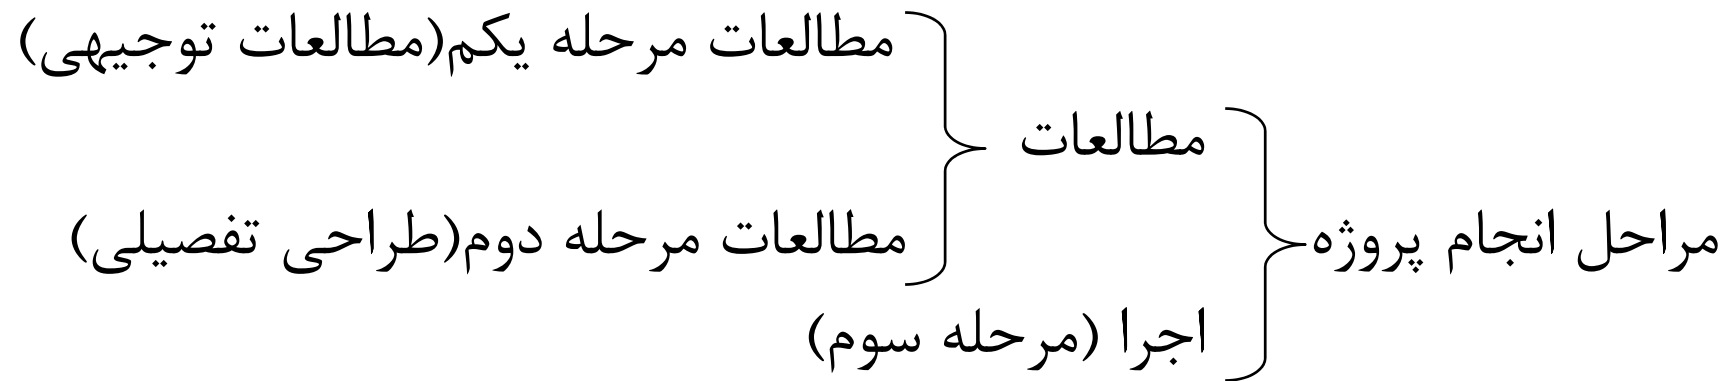 مطالعات مرحله یکم(مطالعات توجیهی)
مطالعات
مطالعات مرحله دوم(طراحی تفصیلی)
مراحل انجام پروژه
اجرا (مرحله سوم)